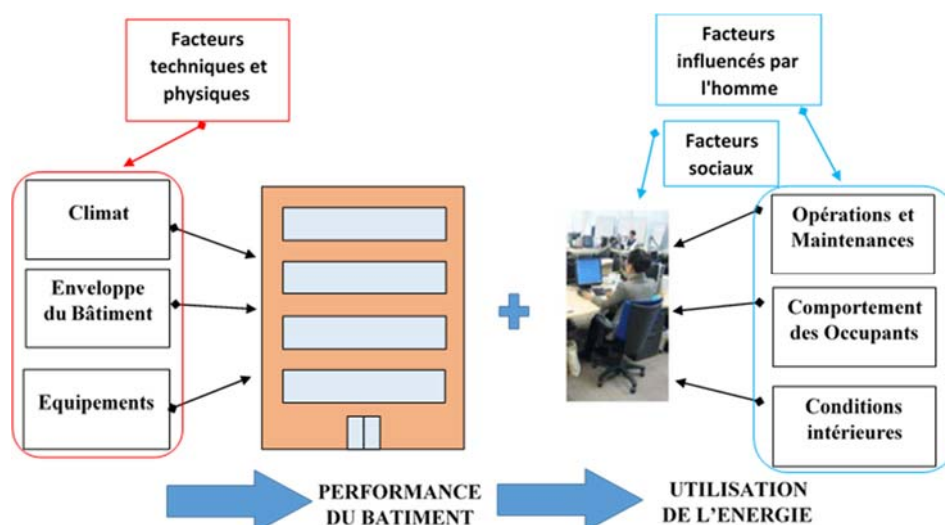 Facteurs
techniques et
physiques
Facteurs
influencés par
l'homme
Facteurs
sociaux
Climat
Enveloppe
du Bâtiment
Equipements
Opérations et
Maintenances
Comportement
des Occupants
Conditions
intérieures
PERFORMANCE
DU BATIMENT
UTILISATION
DE L'ENERGIE